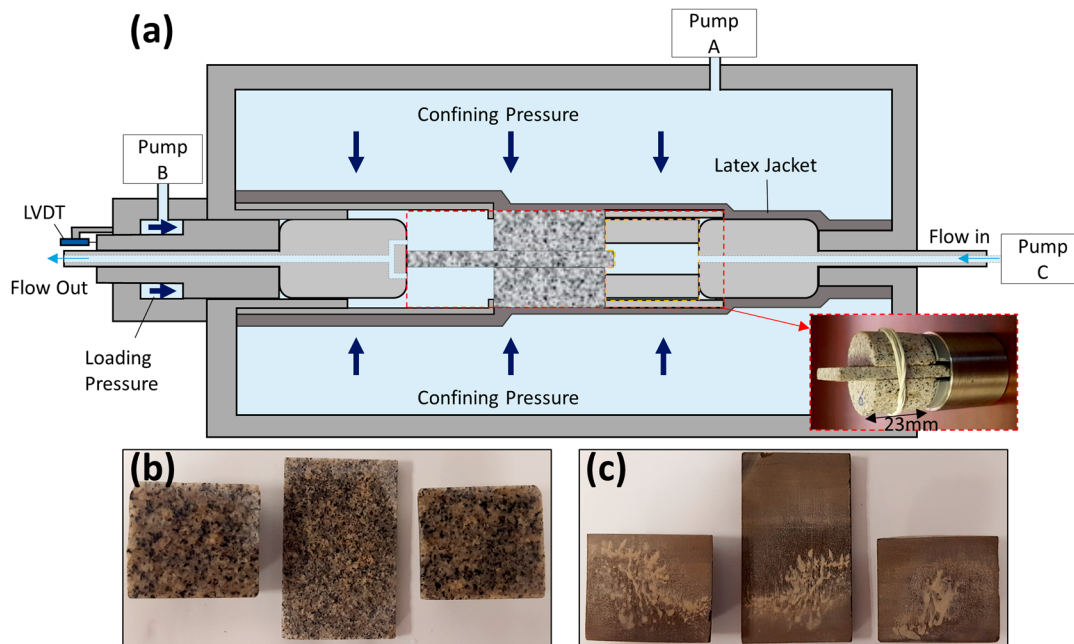 (a)
Pump
A
Confining Pressure
Pump
B
Latex Jacket
LVDT
Flow in
Pump
C
Flow Out
Loading
Pressure
Confining Pressure
23mm
(b)
(c)